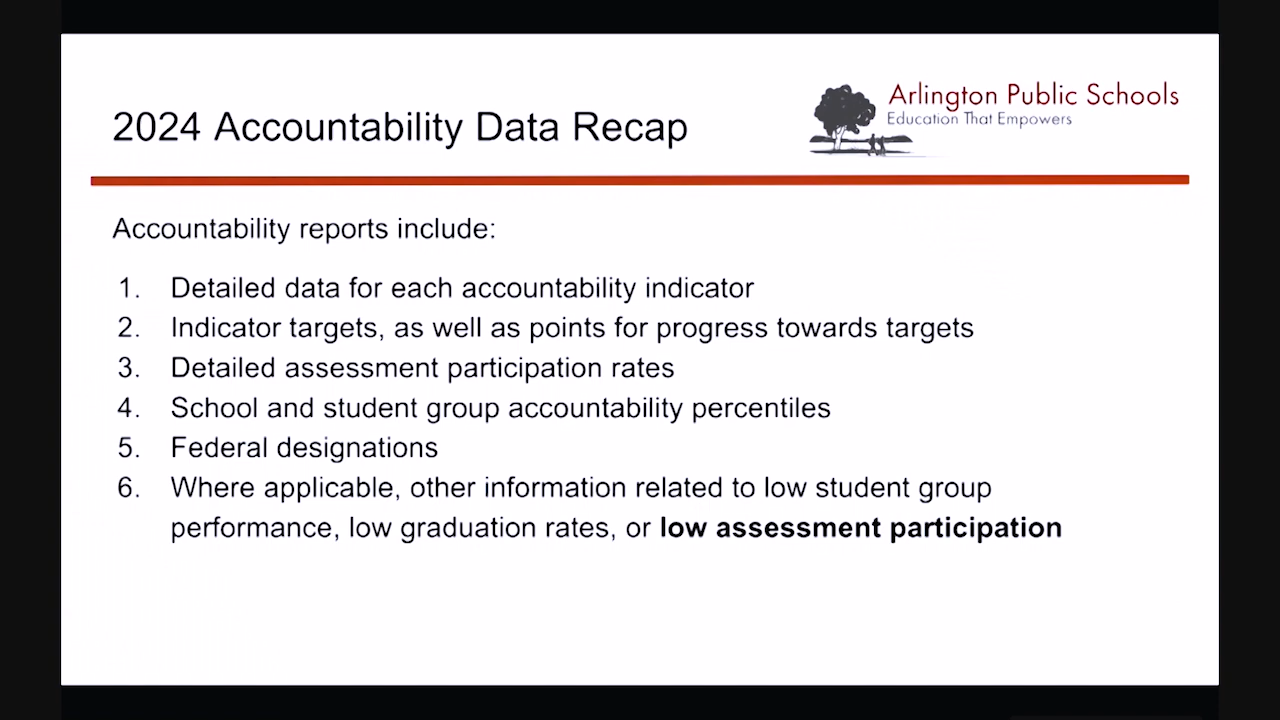 2024 Accountability Data Recap
Arlington Public Schools
Education That Empowers
Accountability reports include:
1. Detailed data for each accountability indicator
2. Indicator targets, as well as points for progress towards targets
3. Detailed assessment participation rates
4. School and student group accountability percentiles
5. Federal designations
6. Where applicable, other information related to low student group
performance, low graduation rates, or low assessment participation